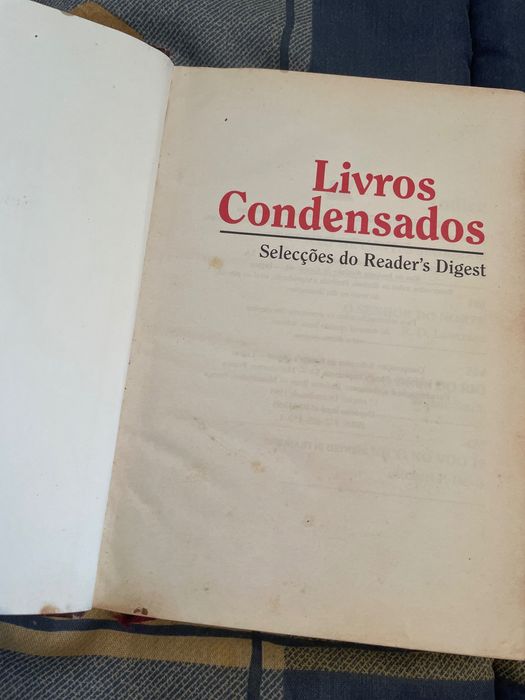 Livros
Condensados
Selecções do Reader's Digest